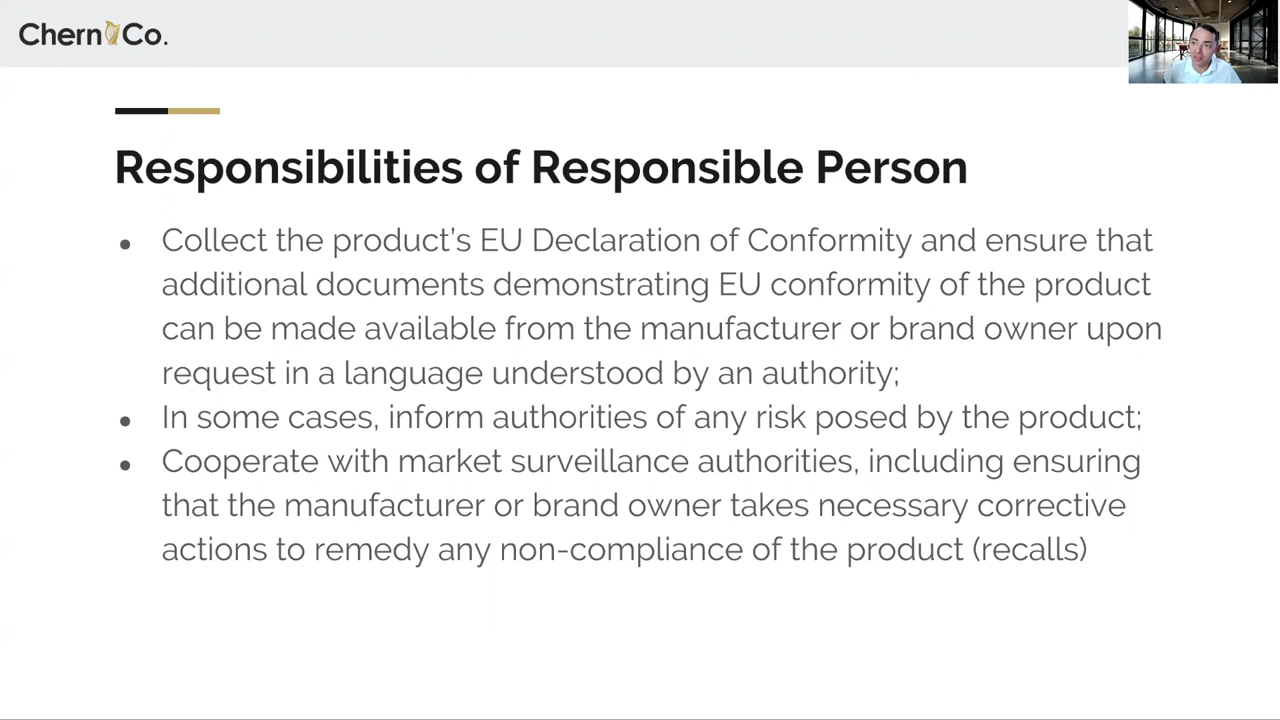 Chern Co.
Responsibilities of Responsible Person
● Collect the product’s EU Declaration of Conformity and ensure that
additional documents demonstrating EU conformity of the product
can be made available from the manufacturer or brand owner upon
request in a language understood by an authority;
● In some cases, inform authorities of any risk posed by the product;
● Cooperate with market surveillance authorities, including ensuring
that the manufacturer or brand owner takes necessary corrective
actions to remedy any non-compliance of the product (recalls)